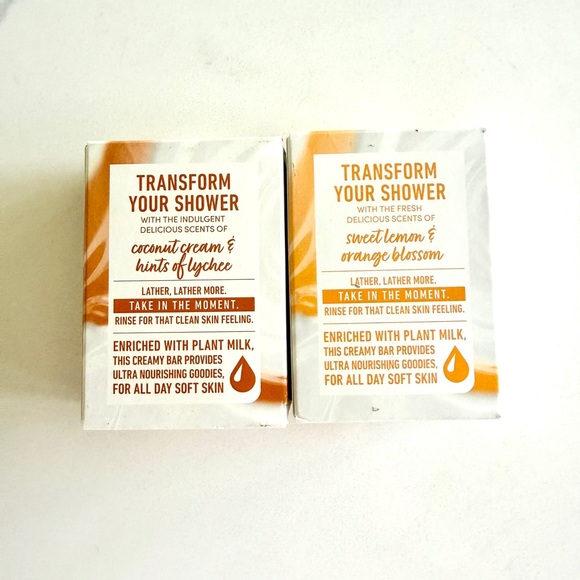 TRANSFORM
YOUR SHOWER
WITH THE INDULGENT
DELICIOUS SCENTS OF
coconut cream &
hints of lychee
LATHER, LATHER MORE.
TAKE IN THE MOMENT.
RINSE FOR THAT CLEAN SKIN FEELING.
ENRICHED WITH PLANT MILK,
THIS CREAMY BAR PROVIDES
ULTRA NOURISHING GOODIES,
FOR ALL DAY SOFT SKIN
TRANSFORM
YOUR SHOWER
WITH THE FRESH
DELICIOUS SCENTS OF
sweet lemon &
orange blossom
LATHER, LATHER MORE.
TAKE IN THE MOMENT.
RINSE FOR THAT CLEAN SKIN FEELING.
ENRICHED WITH PLANT MILK,
THIS CREAMY BAR PROVIDES
ULTRA NOURISHING GOODIES,
FOR ALL DAY SOFT SKIN